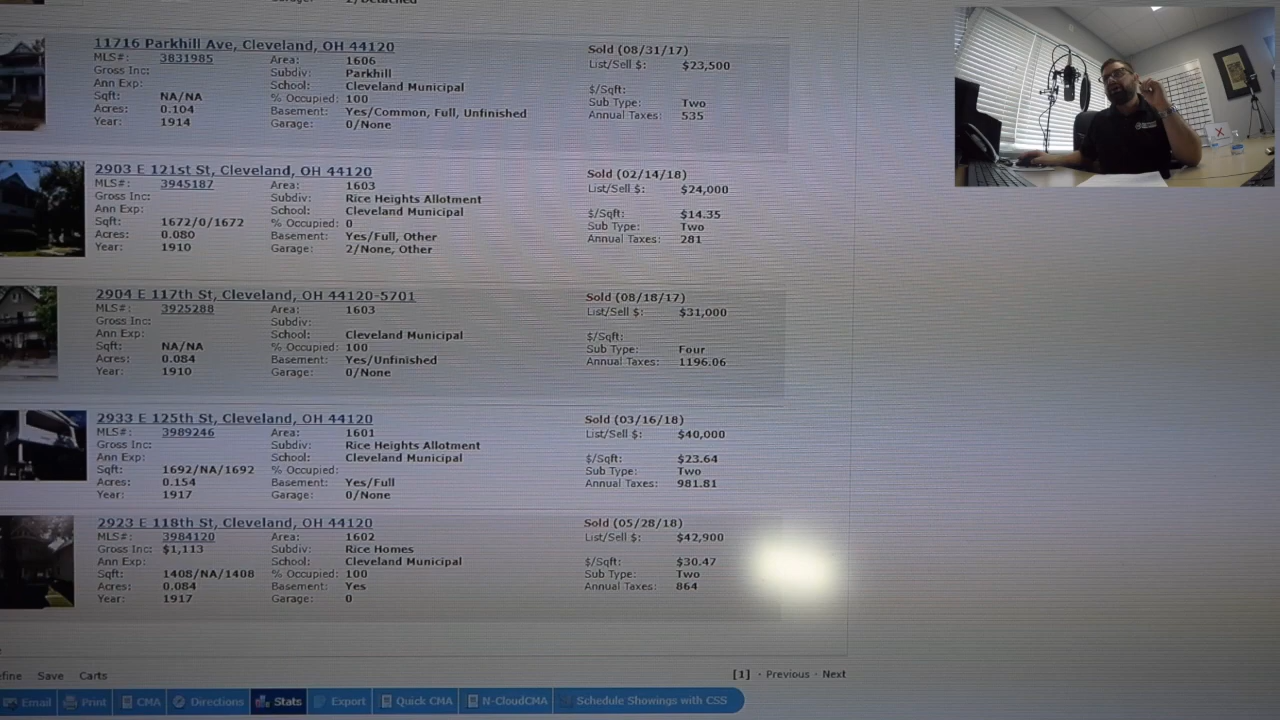 Garage: 2/Detached
11716 Parkhill Ave, Cleveland, OH 44120
MLS#: 3831985 Area: 1606
Gross Inc: Subdiv: Parkhill
Ann Exp: School: Cleveland Municipal
Sqft: NA/NA % Occupied: 100
Acres: 0.104 Basement: Yes/Common, Full, Unfinished
Year: 1914 Garage: 0/None
Sold (08/31/17)
List/Sell $: $23,500
$/Sqft:
Sub Type: Two
Annual Taxes: 535
2903 E 121st St, Cleveland, OH 44120
MLS#: 3945187 Area: 1603
Gross Inc: Subdiv: Rice Heights Allotment
Ann Exp: School: Cleveland Municipal
Sqft: 1672/0/1672 % Occupied: 0
Acres: 0.080 Basement: Yes/Full, Other
Year: 1910 Garage: 2/None, Other
Sold (02/14/18)
List/Sell $: $24,000
$/Sqft: $14.35
Sub Type: Two
Annual Taxes: 281
2904 E 117th St, Cleveland, OH 44120-5701
MLS#: 3925288 Area: 1603
Gross Inc: Subdiv:
Ann Exp: School: Cleveland Municipal
Sqft: NA/NA % Occupied: 100
Acres: 0.084 Basement: Yes/Unfinished
Year: 1910 Garage: 0/None
Sold (08/18/17)
List/Sell $: $31,000
$/Sqft:
Sub Type: Four
Annual Taxes: 1196.06
2933 E 125th St, Cleveland, OH 44120
MLS#: 3989246 Area: 1601
Gross Inc: Subdiv: Rice Heights Allotment
Ann Exp: School: Cleveland Municipal
Sqft: 1692/NA/1692 % Occupied:
Acres: 0.154 Basement: Yes/Full
Year: 1917 Garage: 0/None
Sold (03/16/18)
List/Sell $: $40,000
$/Sqft: $23.64
Sub Type: Two
Annual Taxes: 981.81
2923 E 118th St, Cleveland, OH 44120
MLS#: 3984120 Area: 1602
Gross Inc: $1,113 Subdiv: Rice Homes
Ann Exp: School: Cleveland Municipal
Sqft: 1408/NA/1408 % Occupied: 100
Acres: 0.084 Basement: Yes
Year: 1917 Garage: 0
Sold (05/28/18)
List/Sell $: $42,900
$/Sqft: $30.47
Sub Type: Two
Annual Taxes: 864
efine Save Carts
[1] · Previous · Next
Email Print CMA Directions Stats Export Quick CMA N-CloudCMA Schedule Showings with CSS